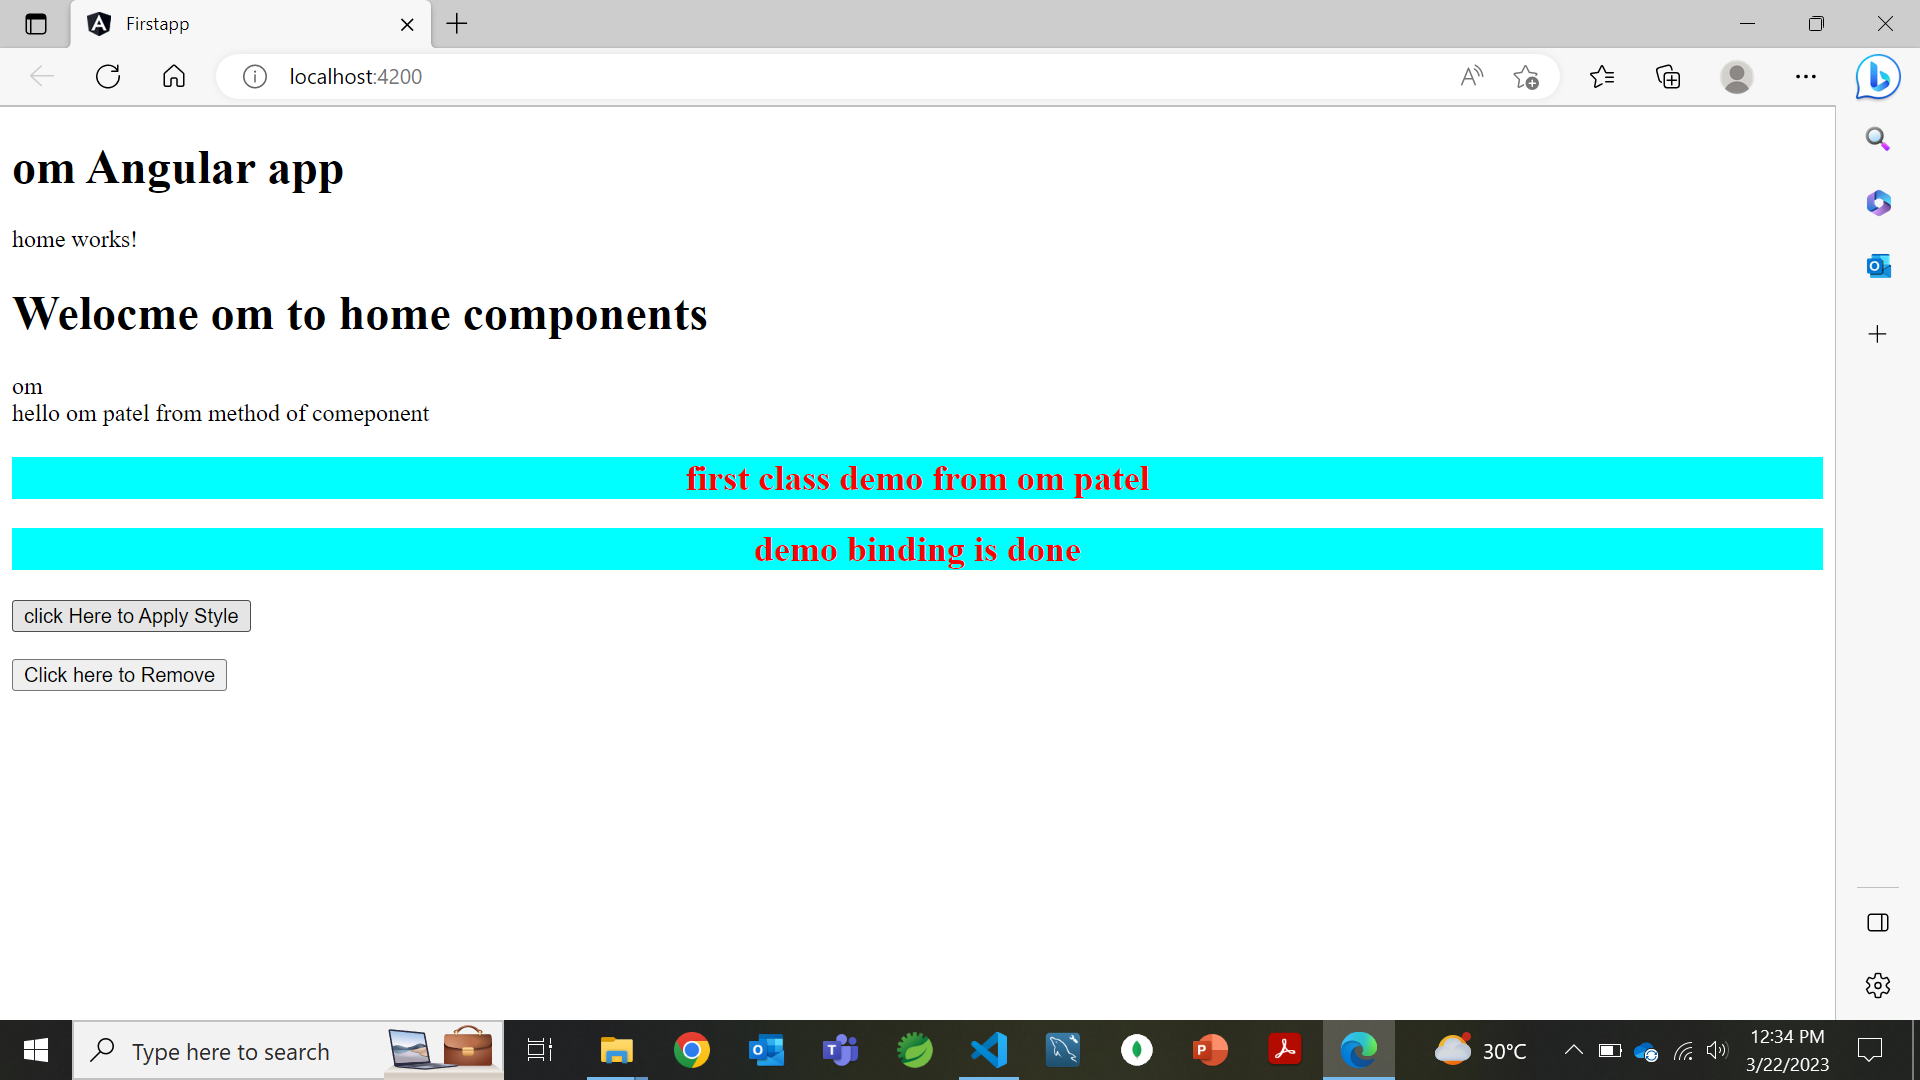 Firstapp
localhost:4200
om Angular app
home works!
Welocme om to home components
om
hello om patel from method of comeponent
first class demo from om patel
demo binding is done
click Here to Apply Style
Click here to Remove
Type here to search
30°C
12:34 PM
3/22/2023